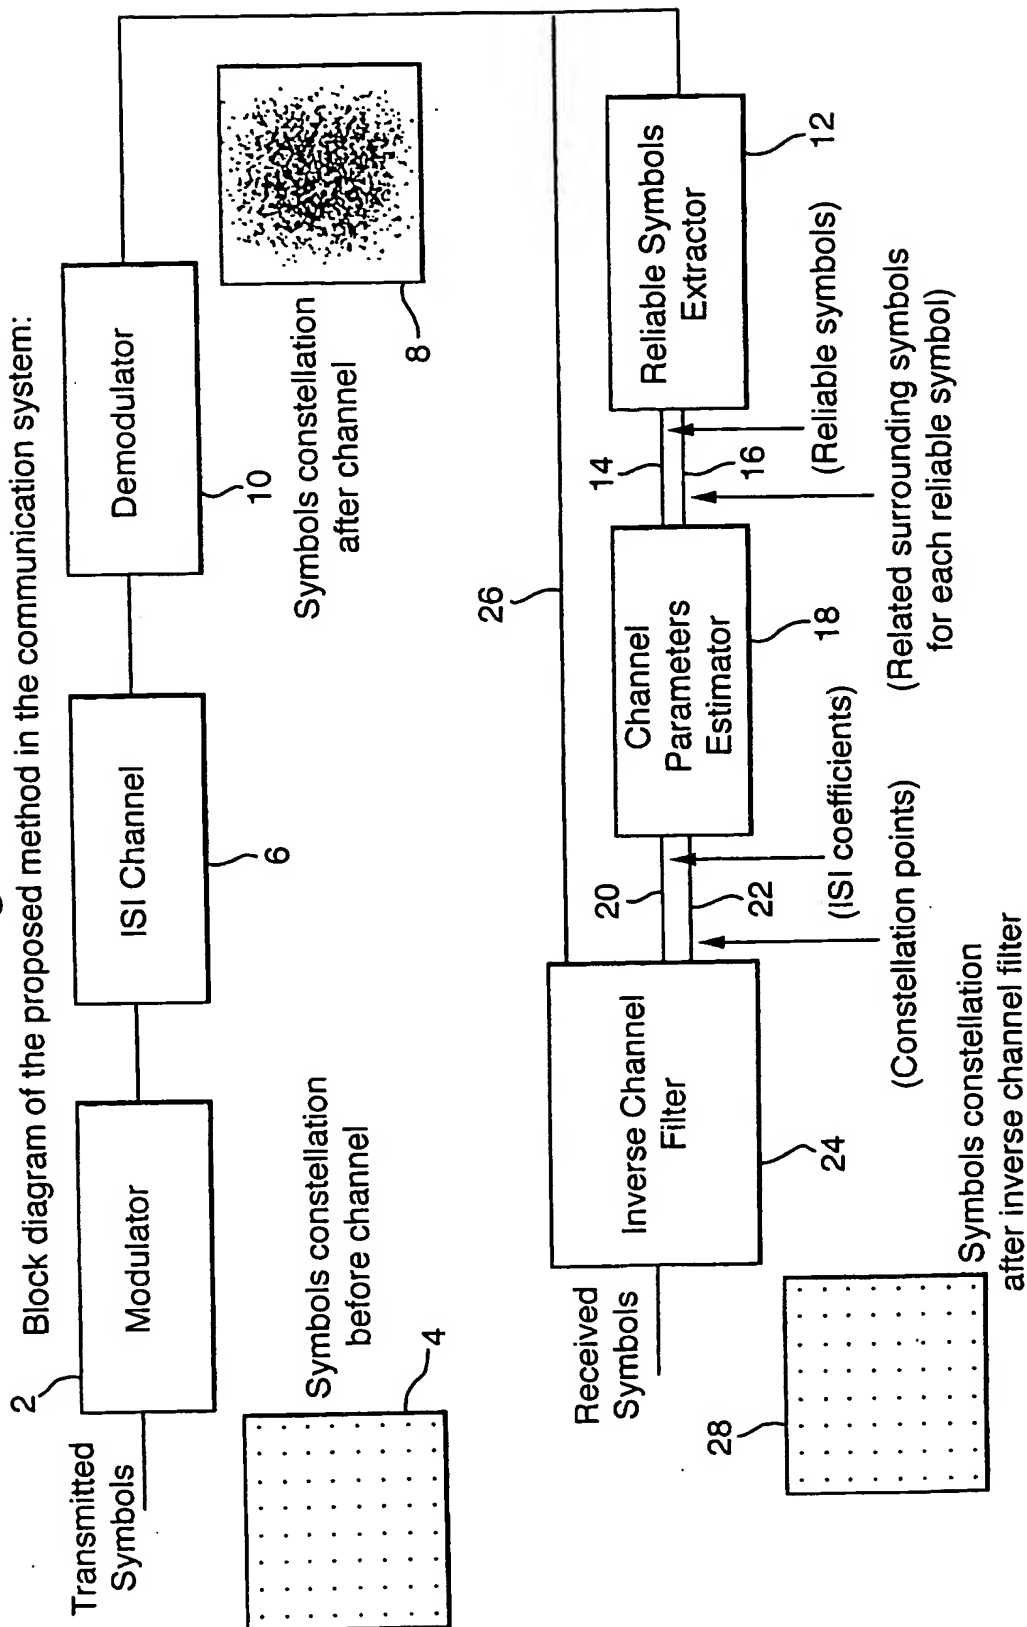 Block diagram of the proposed method in the communication system:
Transmitted
Symbols
2
Modulator
ISI Channel
6
Demodulator
10
Symbols constellation
before channel
4
Symbols constellation
after channel
8
26
Received
Symbols
Inverse Channel
Filter
24
20
22
(ISI coefficients)
(Constellation points)
Channel
Parameters
Estimator
18
14
16
(Reliable symbols)
(Related surrounding symbols
for each reliable symbol)
Reliable Symbols
Extractor
12
28
Symbols constellation
after inverse channel filter